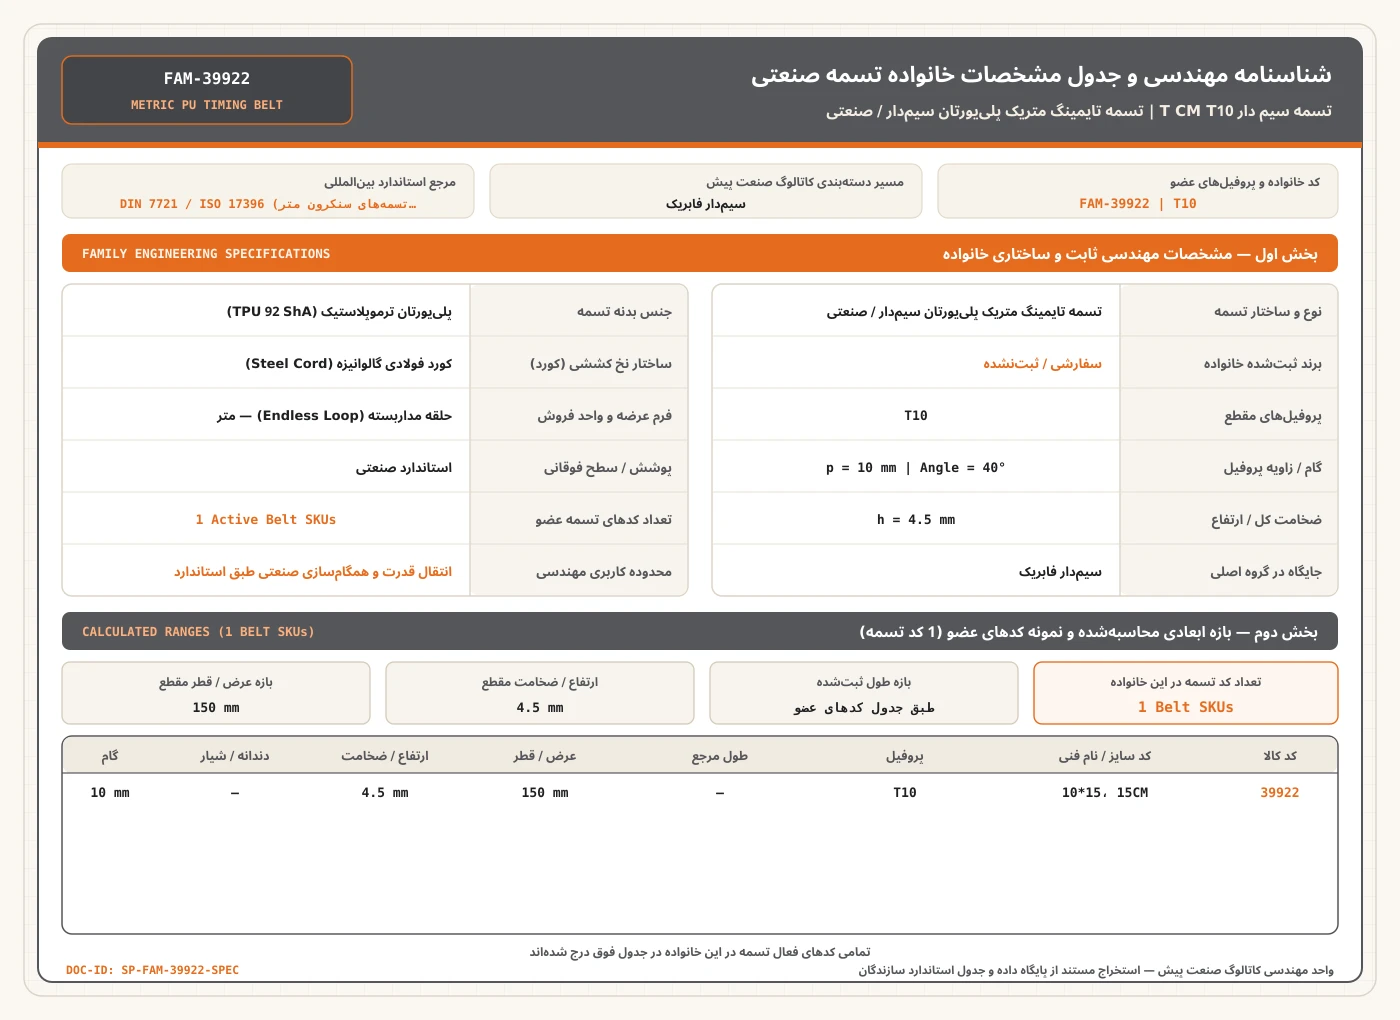 شناسنامه مهندسی و جدول مشخصات خانواده تسمه صنعتی
تسمه سیم دار T CM T10 | تسمه تایمینگ متریک پلی‌یورتان سیم‌دار / صنعتی
FAM-39922
METRIC PU TIMING BELT
کد خانواده و پروفیل‌های عضو
FAM-39922 | T10
مسیر دسته‌بندی کاتالوگ صنعت پیش
سیم‌دار فابریک
مرجع استاندارد بین‌المللی
DIN 7721 / ISO 17396 (تسمه‌های سنکرون متر…
بخش اول — مشخصات مهندسی ثابت و ساختاری خانواده
FAMILY ENGINEERING SPECIFICATIONS
نوع و ساختار تسمه
تسمه تایمینگ متریک پلی‌یورتان سیم‌دار / صنعتی
برند ثبت‌شده خانواده
سفارشی / ثبت‌نشده
پروفیل‌های مقطع
T10
گام / زاویه پروفیل
p = 10 mm | Angle = 40°
ضخامت کل / ارتفاع
h = 4.5 mm
جایگاه در گروه اصلی
سیم‌دار فابریک
جنس بدنه تسمه
پلی‌یورتان ترموپلاستیک (TPU 92 ShA)
ساختار نخ کششی (کورد)
کورد فولادی گالوانیزه (Steel Cord)
فرم عرضه و واحد فروش
حلقه مداربسته (Endless Loop) — متر
پوشش / سطح فوقانی
استاندارد صنعتی
تعداد کدهای تسمه عضو
1 Active Belt SKUs
محدوده کاربری مهندسی
انتقال قدرت و همگام‌سازی صنعتی طبق استاندارد
بخش دوم — بازه ابعادی محاسبه‌شده و نمونه کدهای عضو (1 کد تسمه)
CALCULATED RANGES (1 BELT SKUs)
تعداد کد تسمه در این خانواده
1 Belt SKUs
بازه طول ثبت‌شده
طبق جدول کدهای عضو
ارتفاع / ضخامت مقطع
4.5 mm
بازه عرض / قطر مقطع
150 mm
کد کالا کد سایز / نام فنی پروفیل طول مرجع عرض / قطر ارتفاع / ضخامت دندانه / شیار گام
39922 10*15، 15CM T10 — 150 mm 4.5 mm — 10 mm
تمامی کدهای فعال تسمه در این خانواده در جدول فوق درج شده‌اند
واحد مهندسی کاتالوگ صنعت پیش — استخراج مستند از پایگاه داده و جدول استاندارد سازندگان
DOC-ID: SP-FAM-39922-SPEC